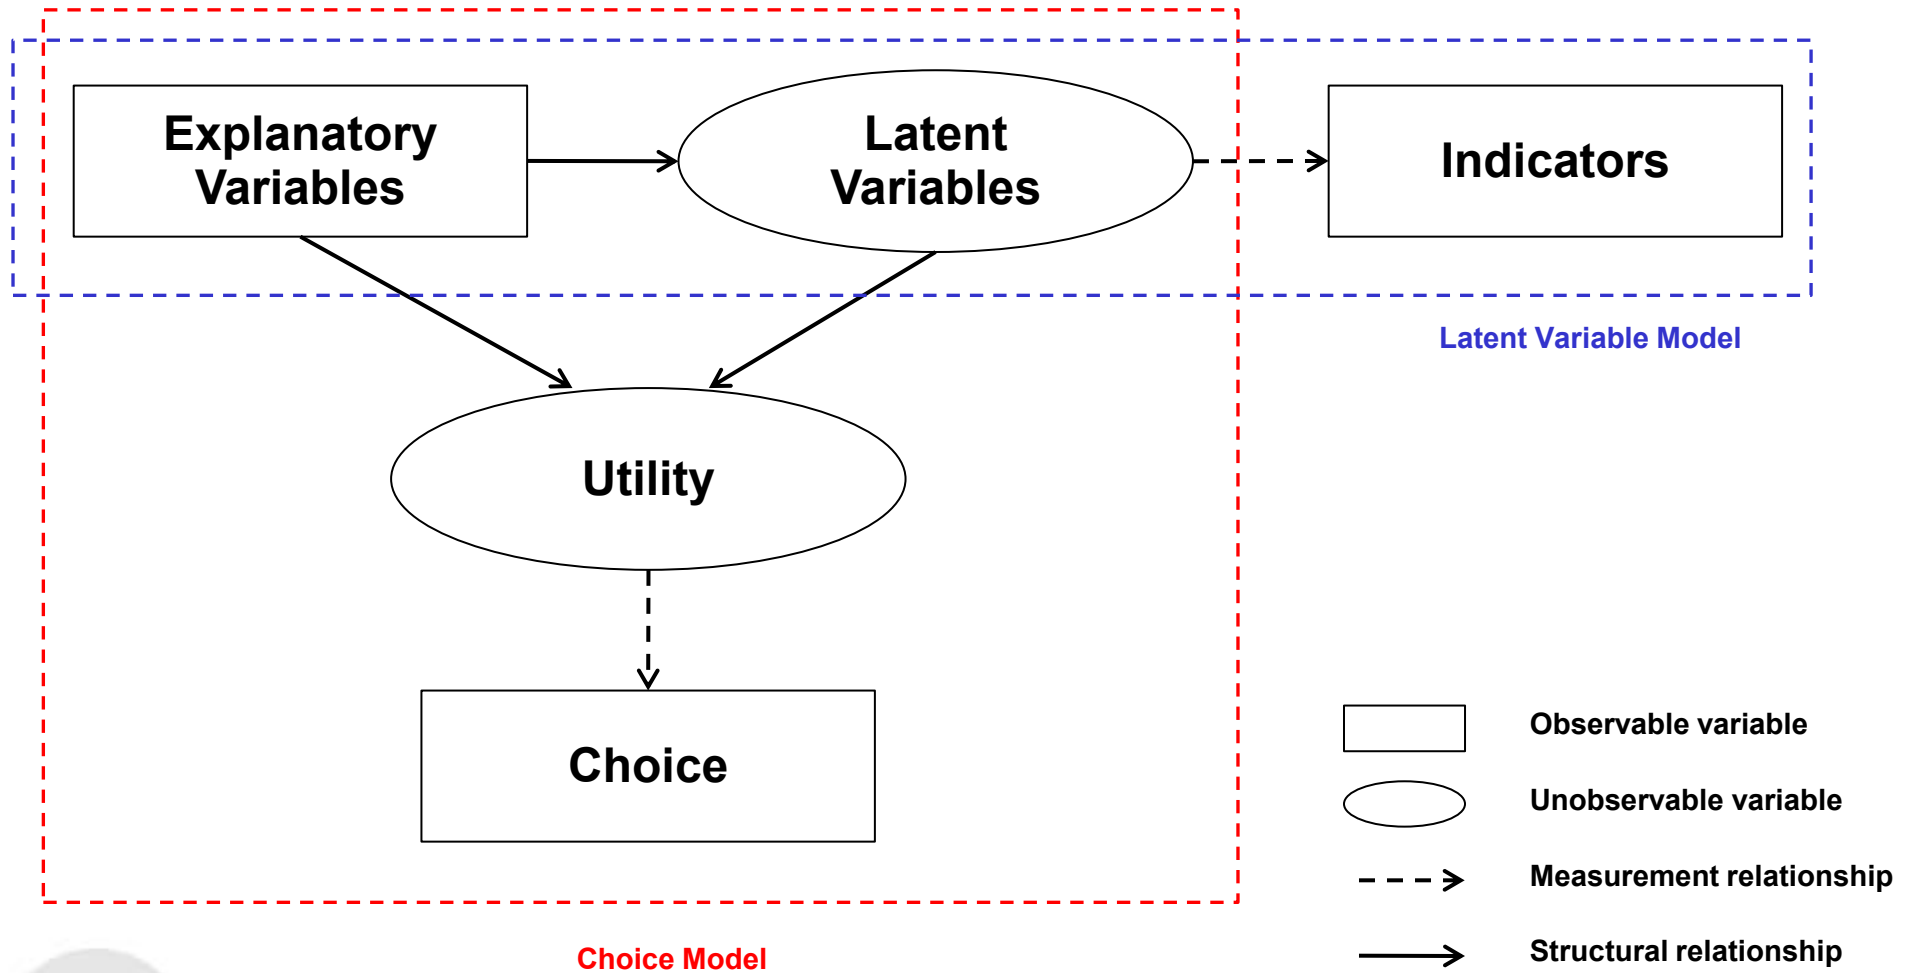 Explanatory
Variables
Latent
Variables
Indicators
Latent Variable Model
Utility
Choice
Observable variable
Unobservable variable
Measurement relationship
Structural relationship
Choice Model